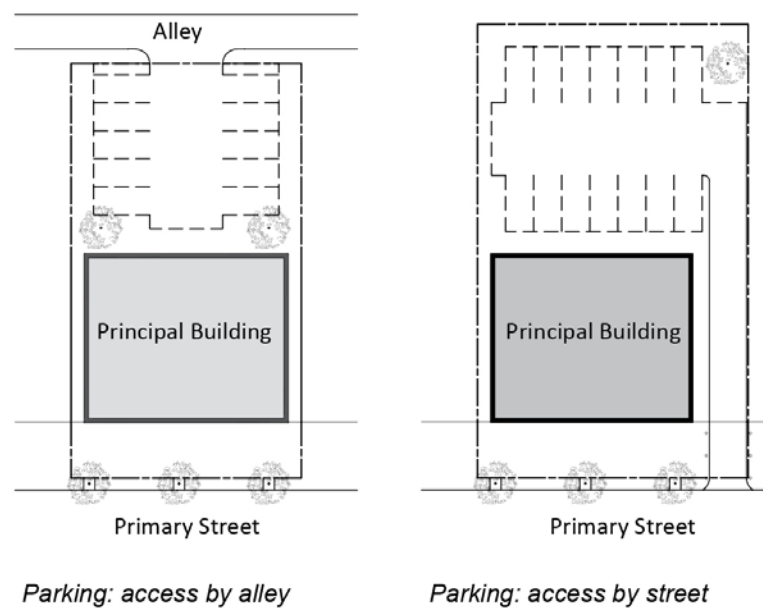 Alley
Principal Building
Principal Building
Primary Street
Primary Street
Parking: access by alley
Parking: access by street